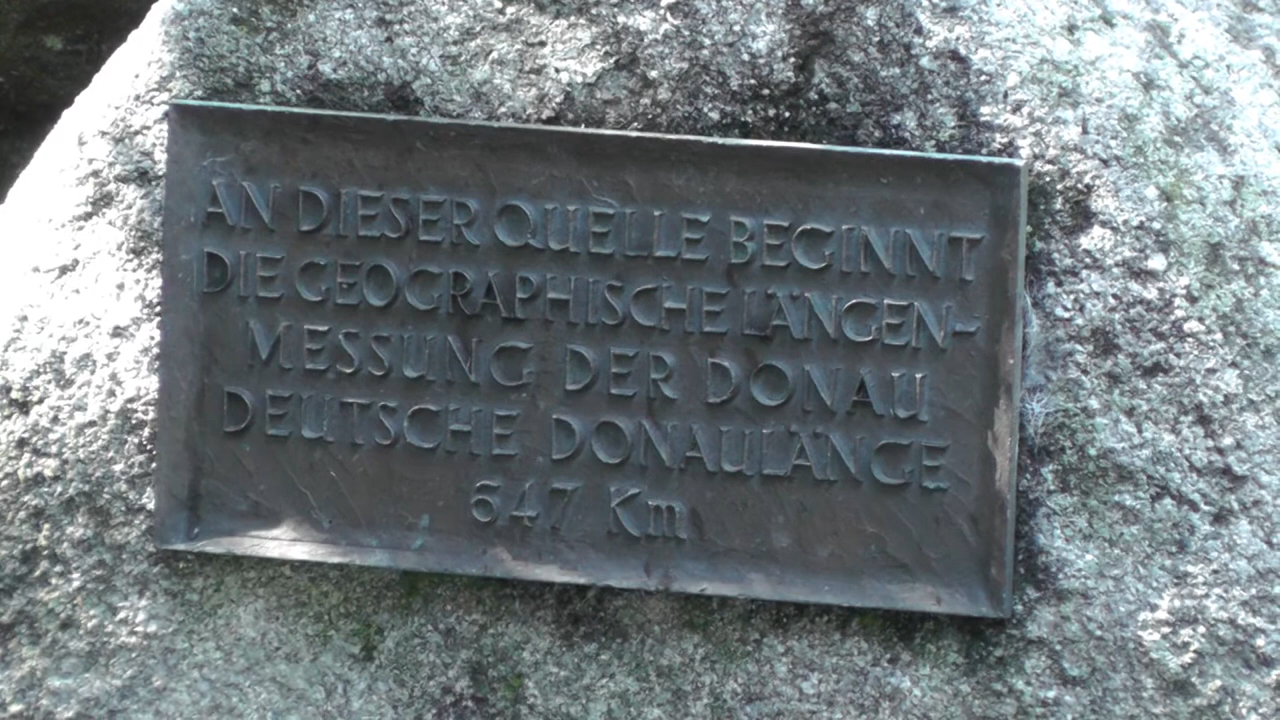 AN DIESER QUELLE BEGINNT
DIE GEOGRAPHISCHE LÄNGEN-
MESSUNG DER DONAU
DEUTSCHE DONAULÄNGE
647 Km